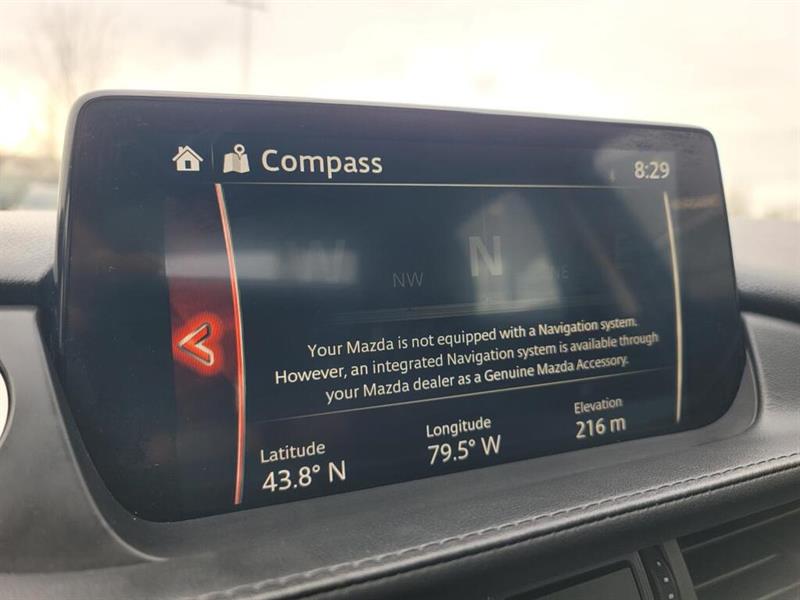 Compass
8:29
W NW N NE E
Your Mazda is not equipped with a Navigation system.
However, an integrated Navigation system is available through
your Mazda dealer as a Genuine Mazda Accessory.
Latitude Longitude Elevation
43.8° N 79.5° W 216 m